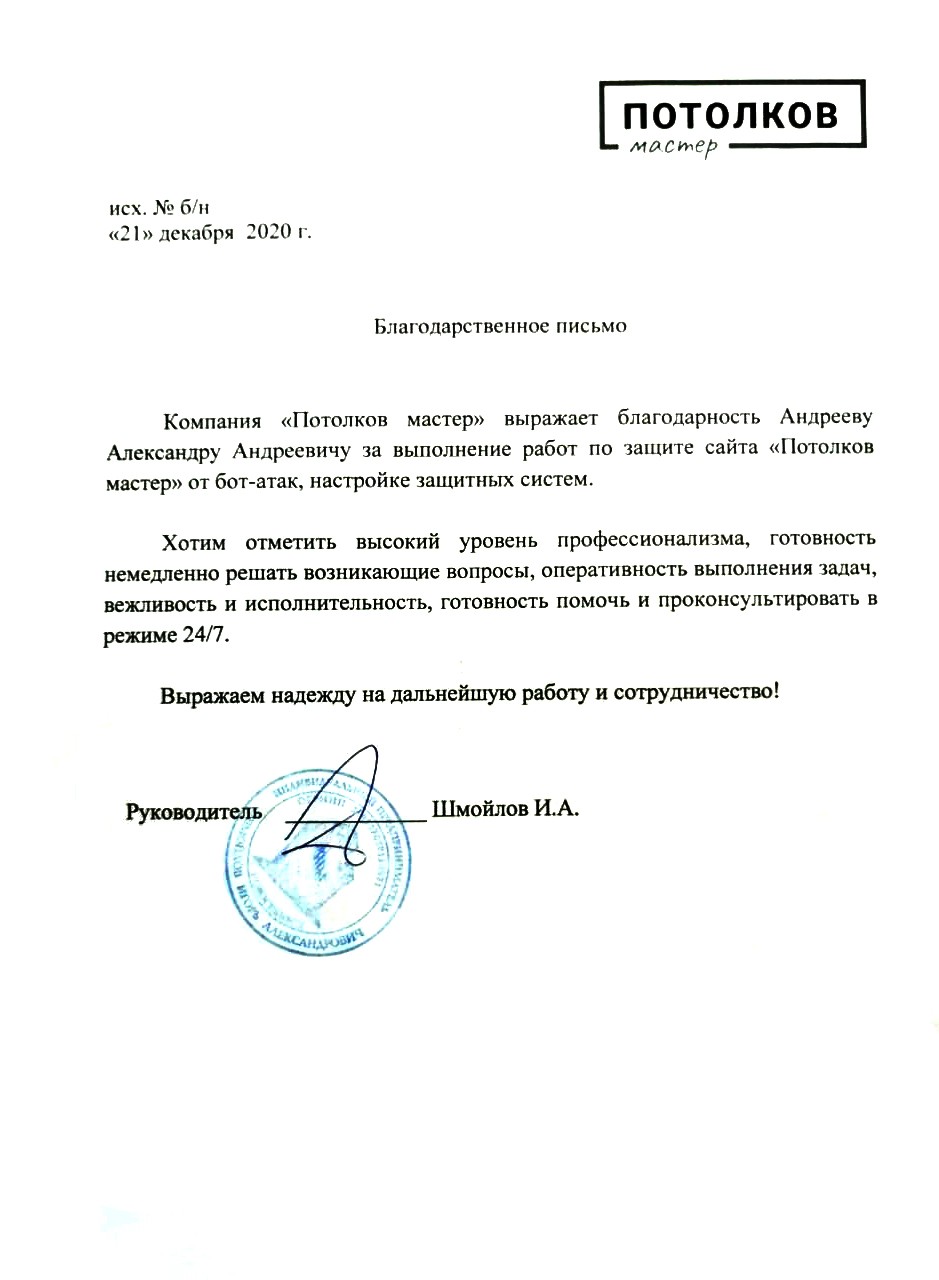 ПОТОЛКОВ
мастер
исх. № б/н
«21» декабря 2020 г.
Благодарственное письмо
Компания «Потолков мастер» выражает благодарность Андрееву
Александру Андреевичу за выполнение работ по защите сайта «Потолков
мастер» от бот-атак, настройке защитных систем.
Хотим отметить высокий уровень профессионализма, готовность
немедленно решать возникающие вопросы, оперативность выполнения задач,
вежливость и исполнительность, готовность помочь и проконсультировать в
режиме 24/7.
Выражаем надежду на дальнейшую работу и сотрудничество!
Руководитель Шмойлов И.А.
ИНДИВИДУАЛЬНЫЙ ПРЕДПРИНИМАТЕЛЬ
ИГОРЬ АЛЕКСАНДРОВИЧ